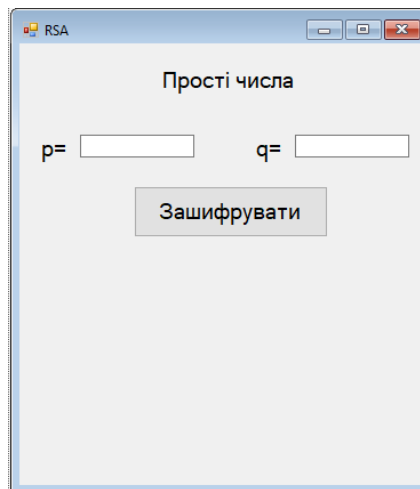 RSA
Прості числа
p= q=
Зашифрувати